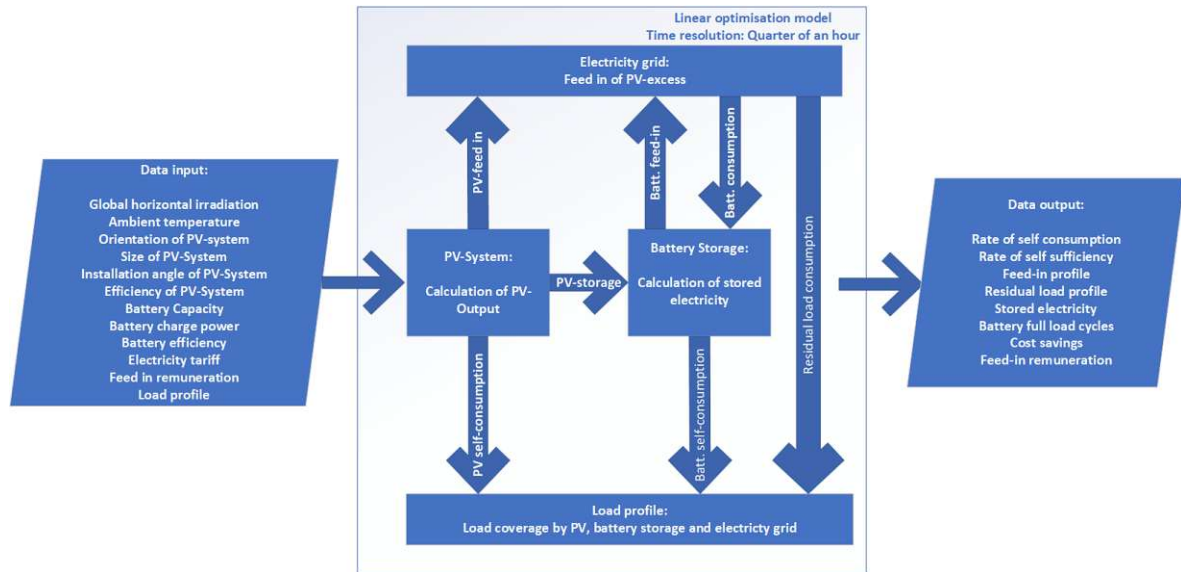 Linear optimisation model
Time resolution: Quarter of an hour
Electricity grid:
Feed in of PV-excess
Data input:
Global horizontal irradiation
Ambient temperature
Orientation of PV-system
Size of PV-System
Installation angle of PV-System
Efficiency of PV-System
Battery Capacity
Battery charge power
Battery efficiency
Electricity tariff
Feed in remuneration
Load profile
PV-feed in
Batt. feed-in
Batt. consumption
Residual load consumption
PV-System:
Calculation of PV-
Output
PV-storage
Battery Storage:
Calculation of stored
electricity
PV self-consumption
Batt. self-consumption
Load profile:
Load coverage by PV, battery storage and electricty grid
Data output:
Rate of self consumption
Rate of self sufficiency
Feed-in profile
Residual load profile
Stored electricity
Battery full load cycles
Cost savings
Feed-in remuneration